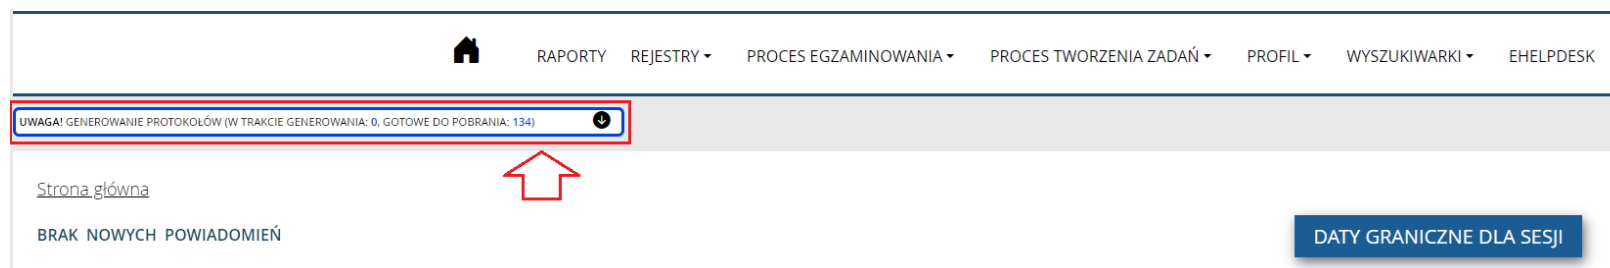 RAPORTY REJESTRY PROCES EGZAMINOWANIA PROCES TWORZENIA ZADAŃ PROFIL WYSZUKIWARKI EHELPDESK
UWAGA! GENEROWANIE PROTOKOŁÓW (W TRAKCIE GENEROWANIA: 0, GOTOWE DO POBRANIA: 134)
Strona główna
BRAK NOWYCH POWIADOMIEŃ
DATY GRANICZNE DLA SESJI